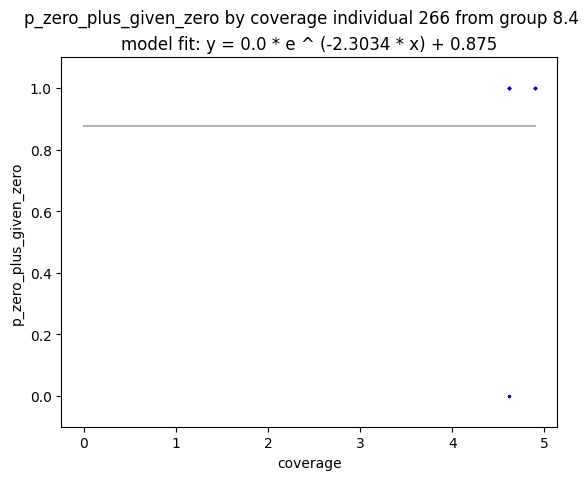 p_zero_plus_given_zero by coverage individual 266 from group 8.4
model fit: y = 0.0 * e ^ (-2.3034 * x) + 0.875
1.0
0.8
0.6
0.4
0.2
0.0
p_zero_plus_given_zero
0 1 2 3 4 5
coverage